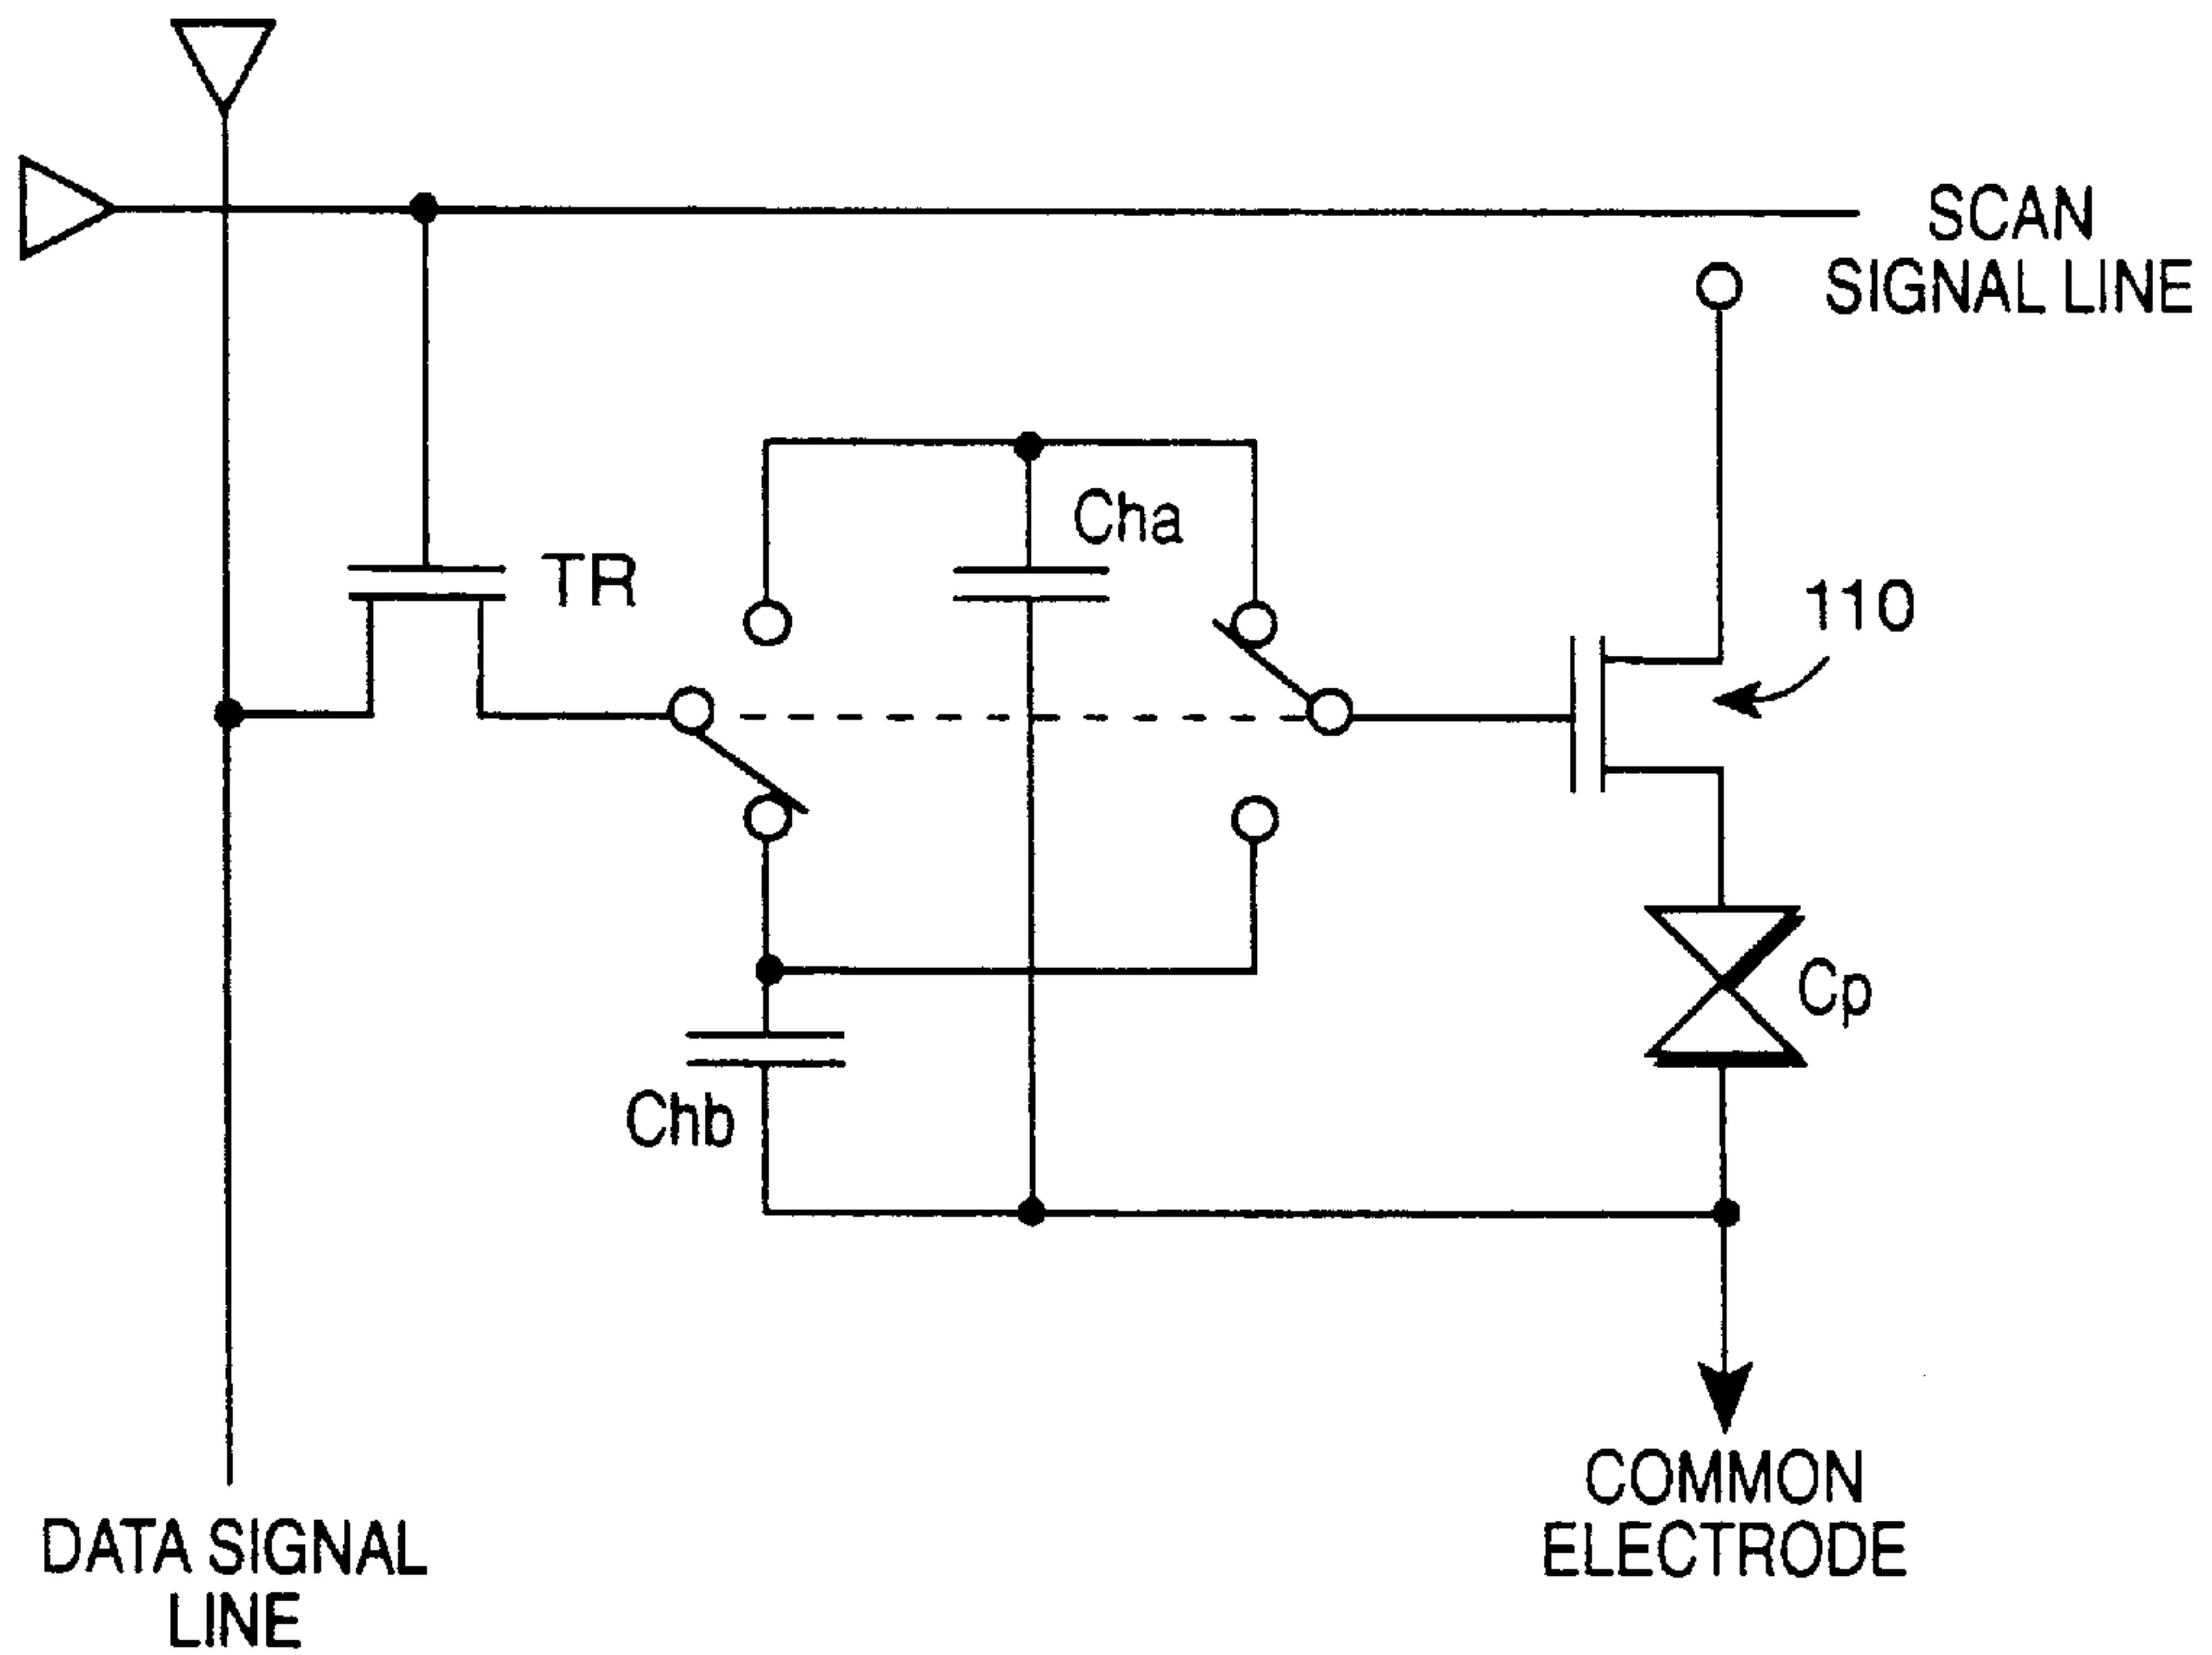 SCAN
SIGNAL LINE
Cha
TR
110
Cp
Chb
COMMON
ELECTRODE
DATA SIGNAL
LINE